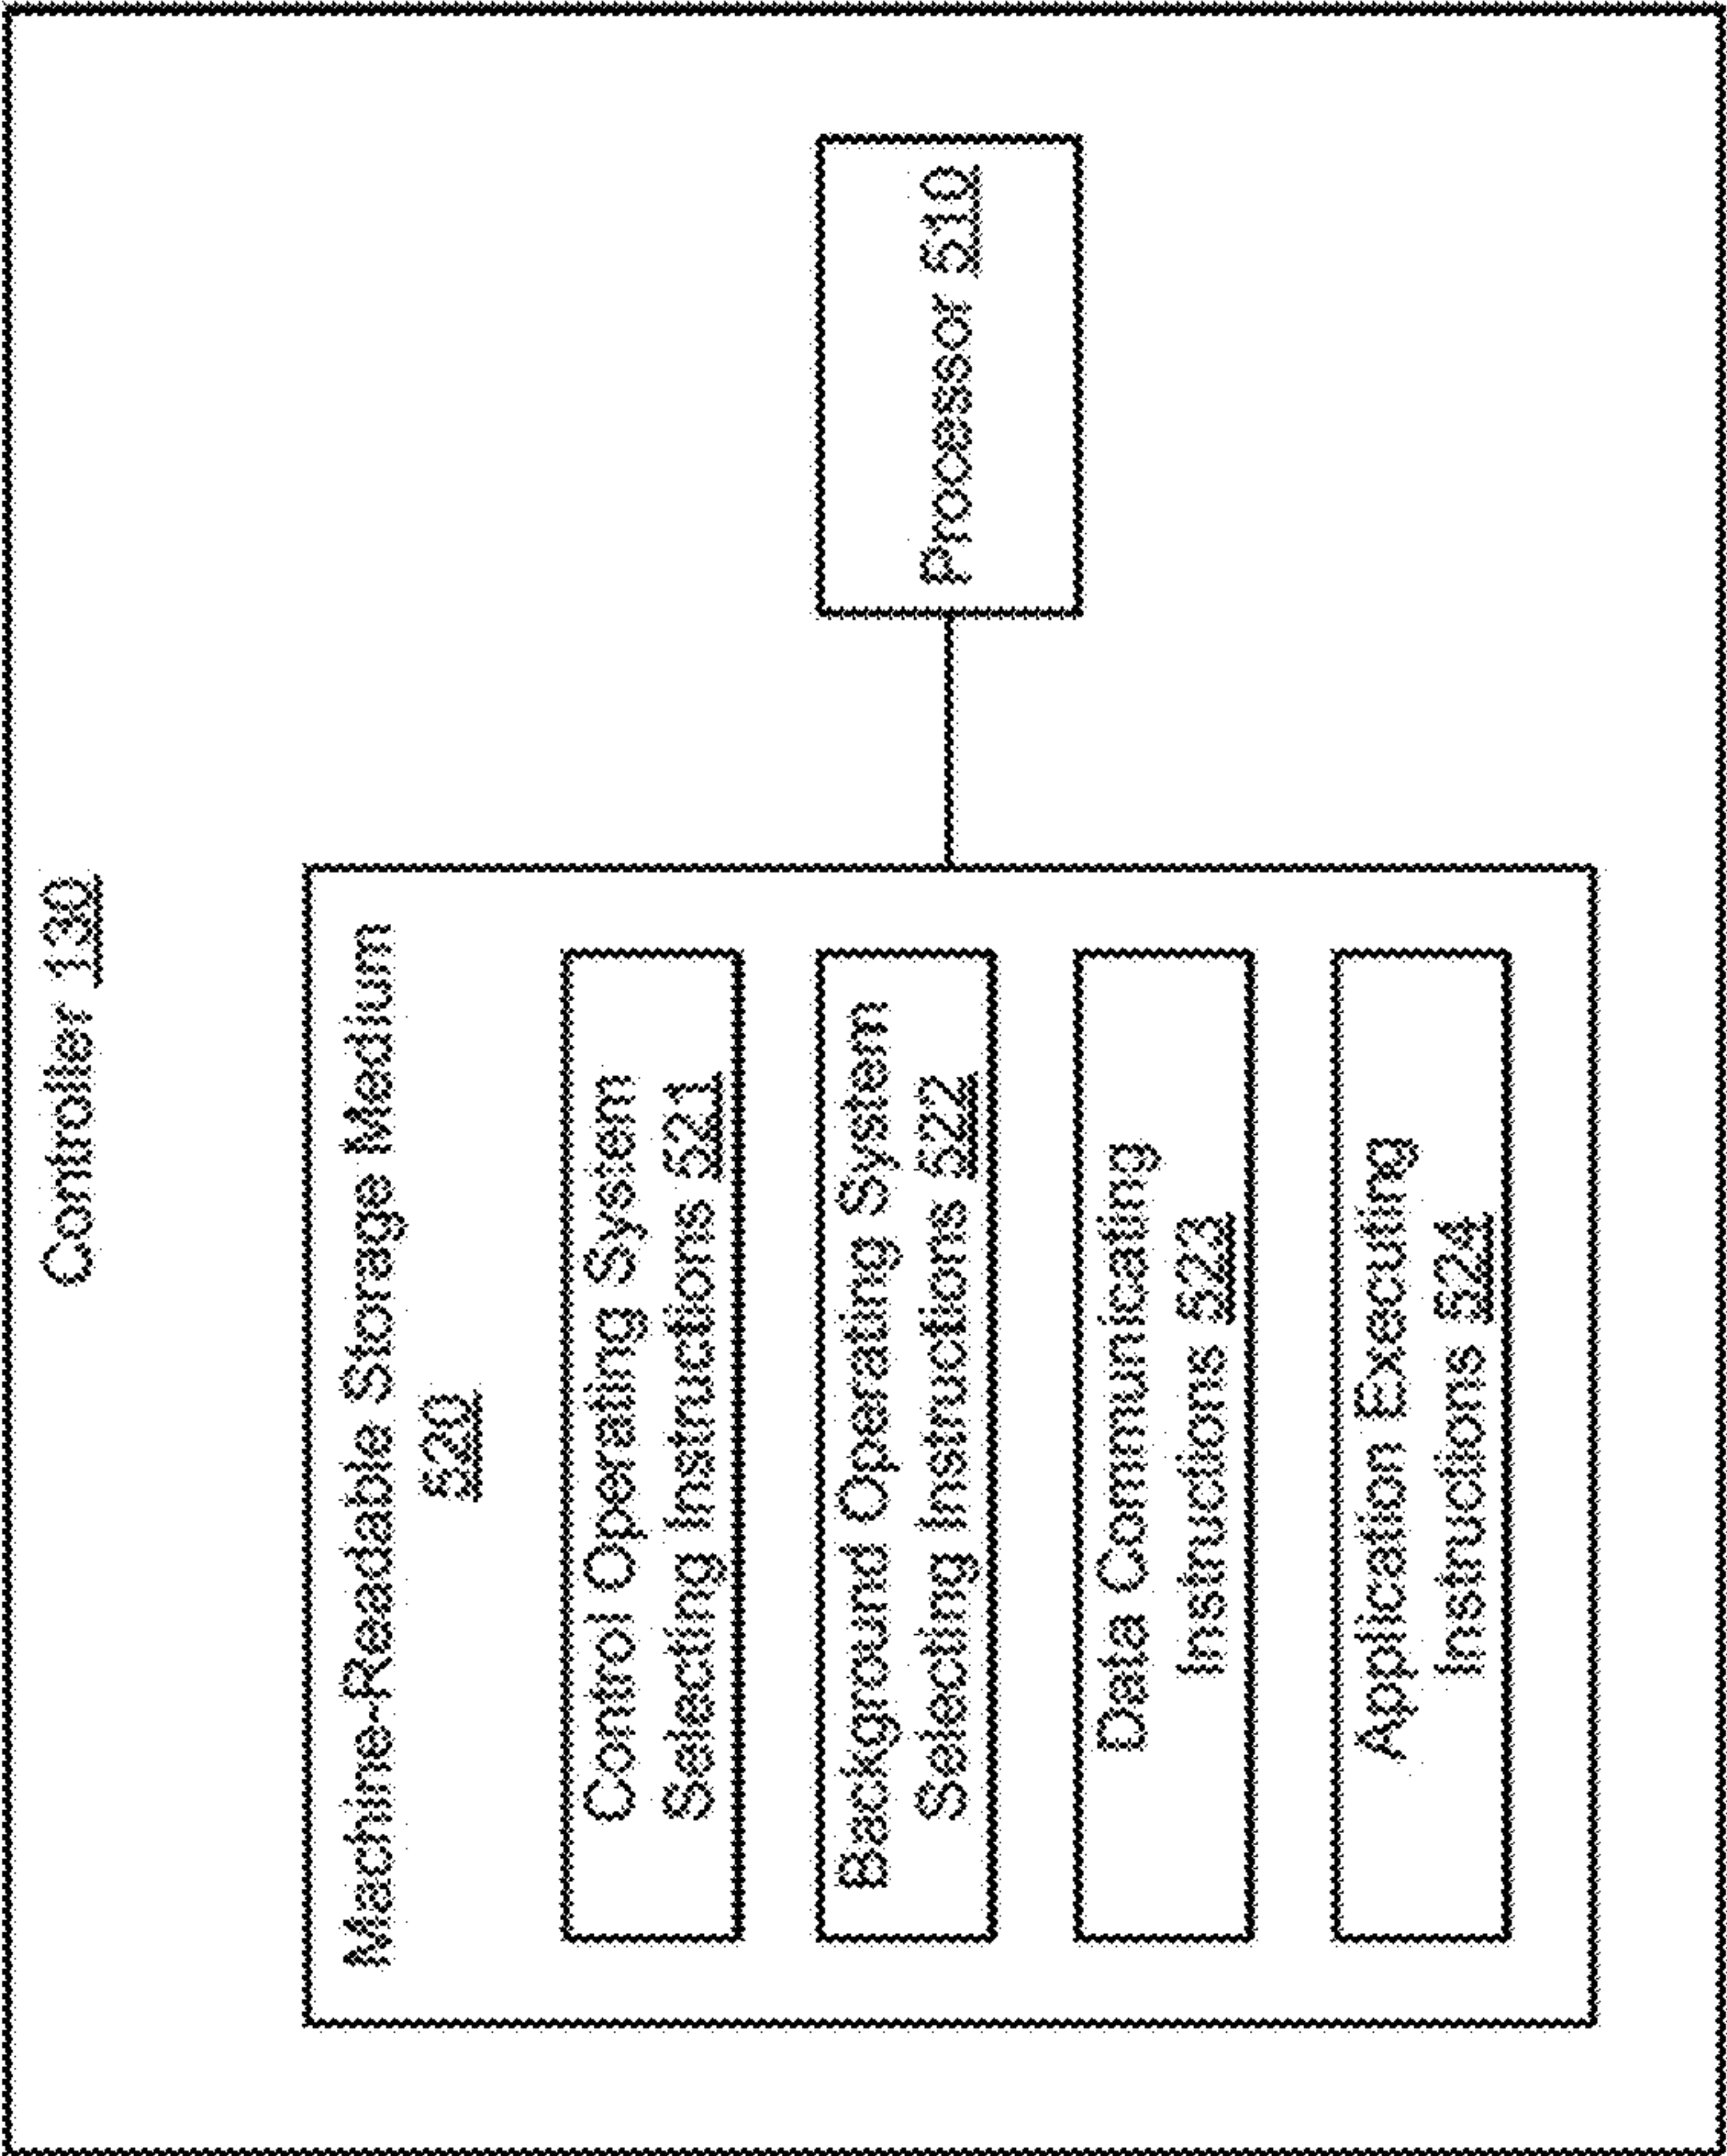 Controller 130
Machine-Readable Storage Medium
520
Control Operating System
Selecting Instructions 521
Background Operating System
Selecting Instructions 522
Data Communicating
Instructions 523
Application Executing
Instructions 524
Processor 510